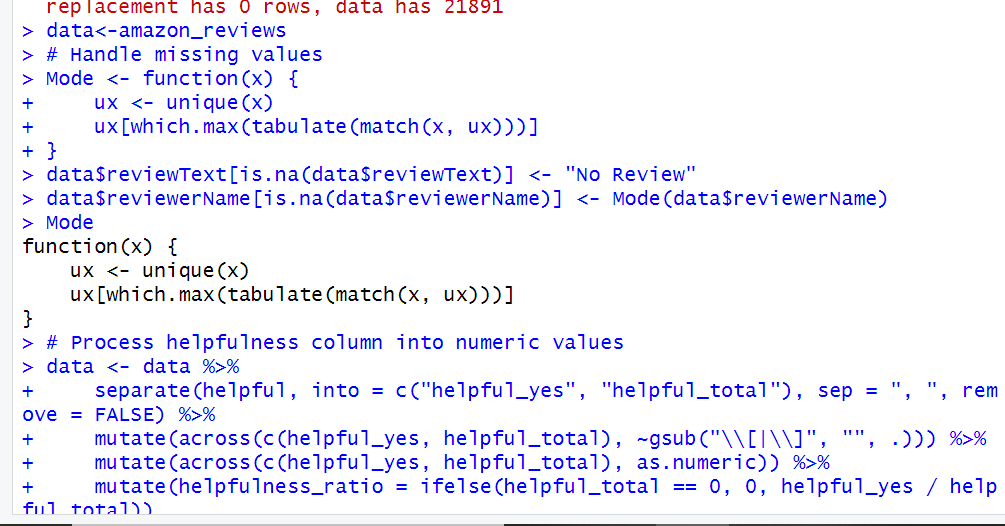 replacement has 0 rows, data has 21891
> data<-amazon_reviews
> # Handle missing values
> Mode <- function(x) {
+     ux <- unique(x)
+     ux[which.max(tabulate(match(x, ux)))]
+ }
> data$reviewText[is.na(data$reviewText)] <- "No Review"
> data$reviewerName[is.na(data$reviewerName)] <- Mode(data$reviewerName)
> Mode
function(x) {
    ux <- unique(x)
    ux[which.max(tabulate(match(x, ux)))]
}
> # Process helpfulness column into numeric values
> data <- data %>%
+     separate(helpful, into = c("helpful_yes", "helpful_total"), sep = ", ", rem
ove = FALSE) %>%
+     mutate(across(c(helpful_yes, helpful_total), ~gsub("\\[|\\]", "", .))) %>%
+     mutate(across(c(helpful_yes, helpful_total), as.numeric)) %>%
+     mutate(helpfulness_ratio = ifelse(helpful_total == 0, 0, helpful_yes / help
ful_total))